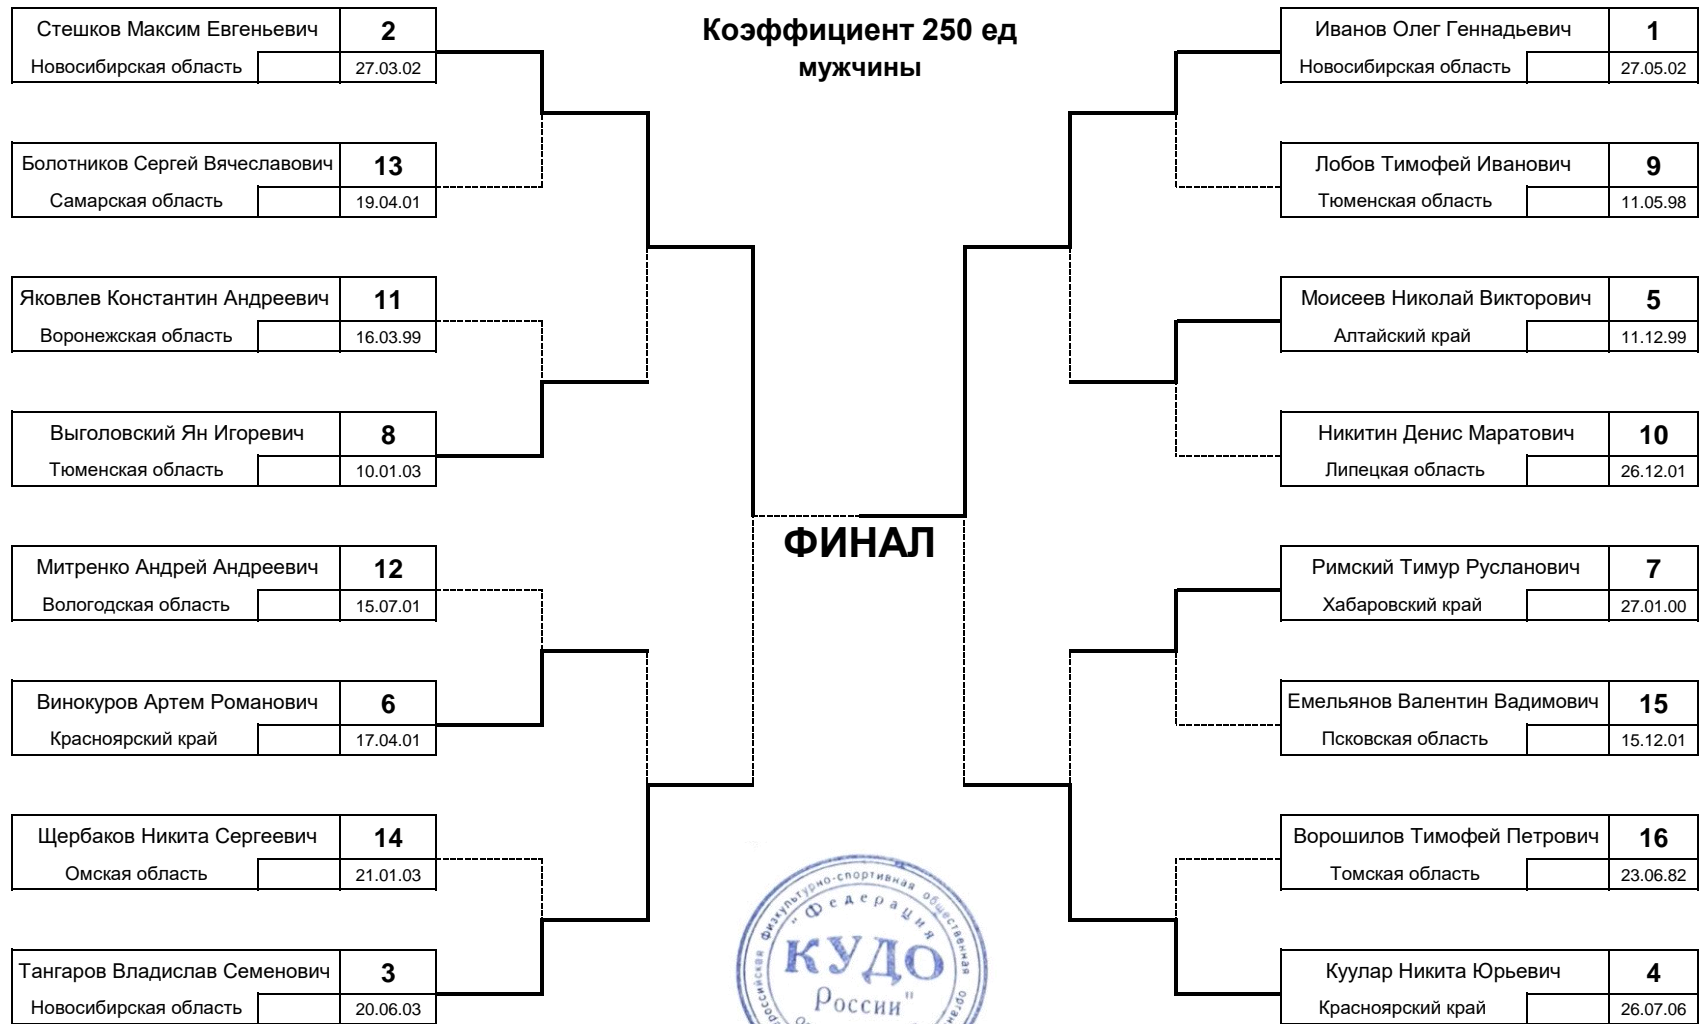 Коэффициент 250 ед
мужчины
Стешков Максим Евгеньевич 2
Новосибирская область 27.03.02
Болотников Сергей Вячеславович 13
Самарская область 19.04.01
Яковлев Константин Андреевич 11
Воронежская область 16.03.99
Выголовский Ян Игоревич 8
Тюменская область 10.01.03
Митренко Андрей Андреевич 12
Вологодская область 15.07.01
Винокуров Артем Романович 6
Красноярский край 17.04.01
Щербаков Никита Сергеевич 14
Омская область 21.01.03
Тангаров Владислав Семенович 3
Новосибирская область 20.06.03
ФИНАЛ
Иванов Олег Геннадьевич 1
Новосибирская область 27.05.02
Лобов Тимофей Иванович 9
Тюменская область 11.05.98
Моисеев Николай Викторович 5
Алтайский край 11.12.99
Никитин Денис Маратович 10
Липецкая область 26.12.01
Римский Тимур Русланович 7
Хабаровский край 27.01.00
Емельянов Валентин Вадимович 15
Псковская область 15.12.01
Ворошилов Тимофей Петрович 16
Томская область 23.06.82
Куулар Никита Юрьевич 4
Красноярский край 26.07.06
физкультурно-спортивная общественная
"Федерация
КУДО
России"